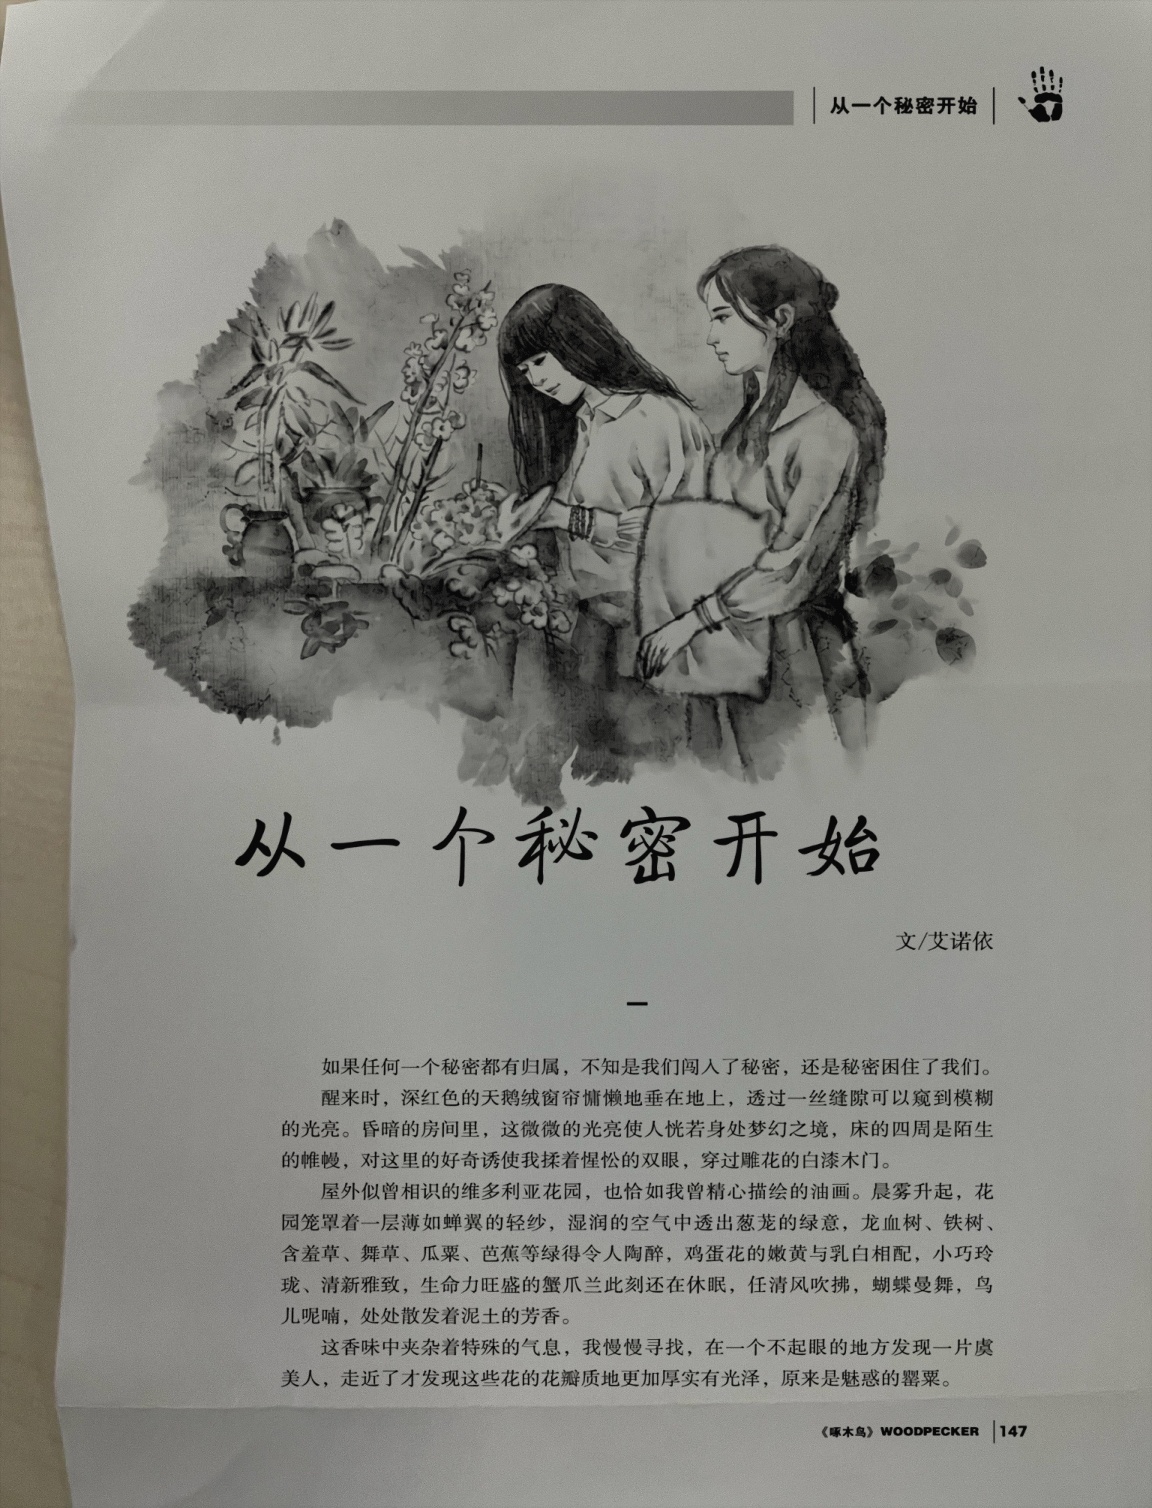 从一个秘密开始
从一个秘密开始
文/艾诺依
一
如果任何一个秘密都有归属，不知是我们闯入了秘密，还是秘密困住了我们。
醒来时，深红色的天鹅绒窗帘慵懒地垂在地上，透过一丝缝隙可以窥到模糊
的光亮。昏暗的房间里，这微微的光亮使人恍若身处梦幻之境，床的四周是陌生
的帷幔，对这里的好奇诱使我揉着惺忪的双眼，穿过雕花的白漆木门。
屋外似曾相识的维多利亚花园，也恰如我曾精心描绘的油画。晨雾升起，花
园笼罩着一层薄如蝉翼的轻纱，湿润的空气中透出葱茏的绿意，龙血树、铁树、
含羞草、舞草、瓜栗、芭蕉等绿得令人陶醉，鸡蛋花的嫩黄与乳白相配，小巧玲
珑、清新雅致，生命力旺盛的蟹爪兰此刻还在休眠，任清风吹拂，蝴蝶曼舞，鸟
儿呢喃，处处散发着泥土的芳香。
这香味中夹杂着特殊的气息，我慢慢寻找，在一个不起眼的地方发现一片虞
美人，走近了才发现这些花的花瓣质地更加厚实有光泽，原来是魅惑的罂粟。
《啄木鸟》WOODPECKER 147